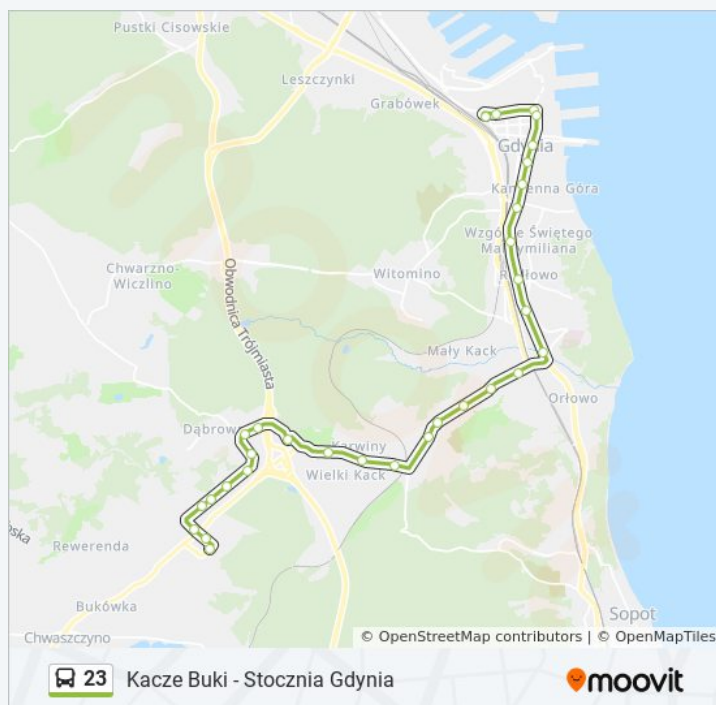 Pustki Cisowskie
Leszczynki
Grabówek
Gdynia
Kamienna Góra
Wzgórze Świętego
Maksymiliana
Redłowo
Chwarzno-
Wiczlino
Witomino
Obwodnica Trójmiasta
Mały Kack
Orłowo
Dąbrowa
Karwiny
Wielki Kack
Rewerenda
Bukówka
Chwaszczyno
Sopot
© OpenStreetMap contributors | © OpenMapTiles
23 Kacze Buki - Stocznia Gdynia
moovit